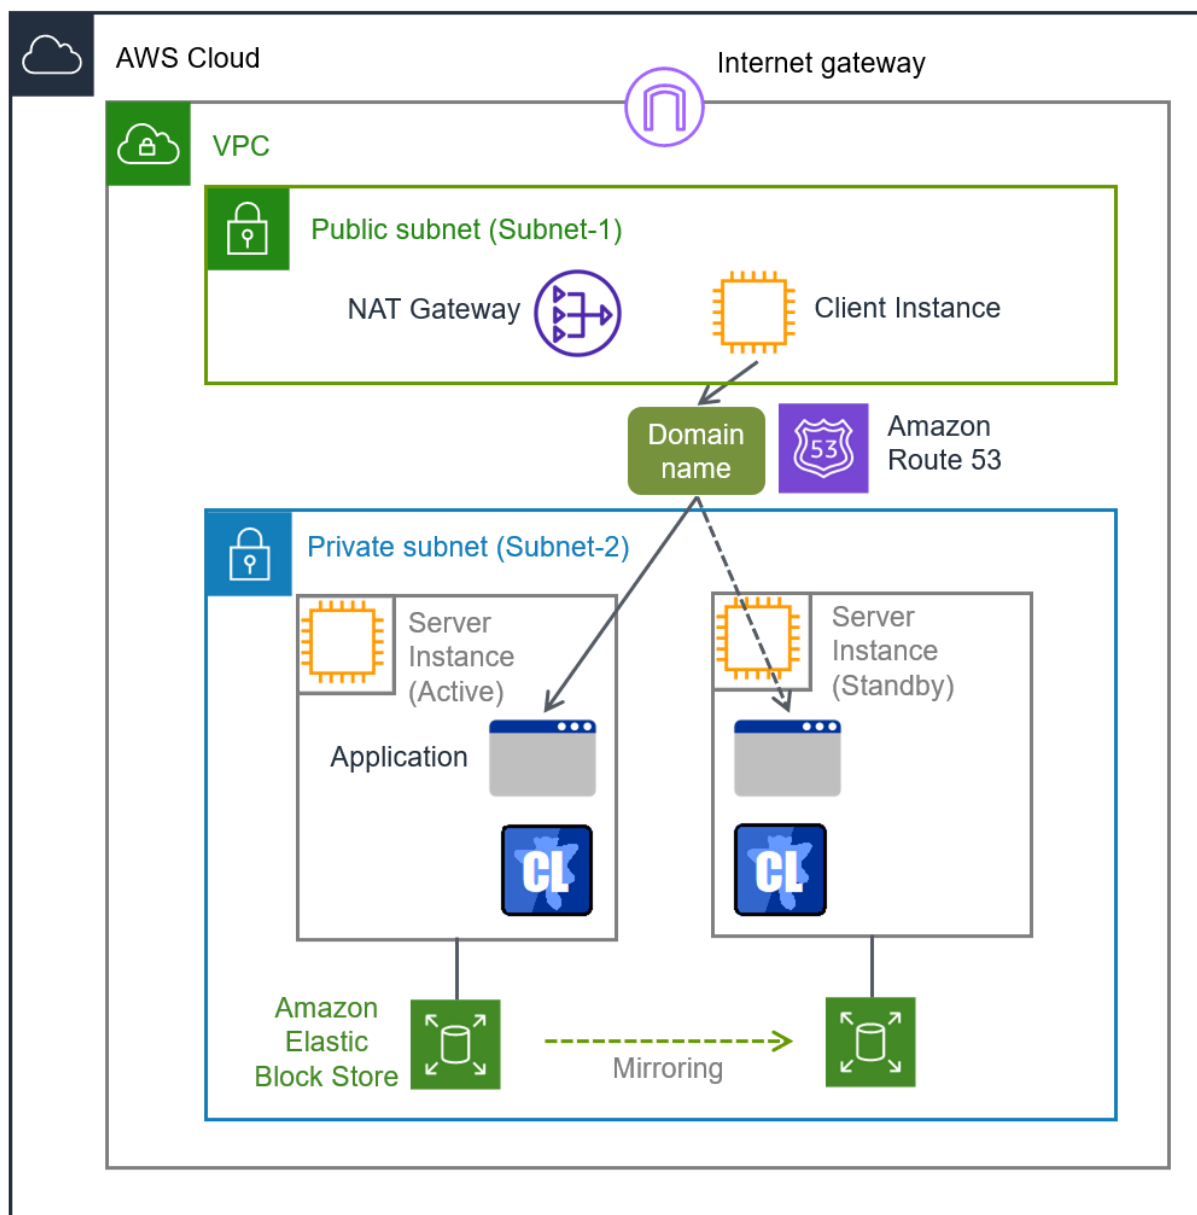 AWS Cloud
Internet gateway
VPC
Public subnet (Subnet-1)
NAT Gateway
Client Instance
Domain
name
53
Amazon
Route 53
Private subnet (Subnet-2)
Server
Instance
(Active)
Server
Instance
(Standby)
Application
CL
CL
Amazon
Elastic
Block Store
Mirroring